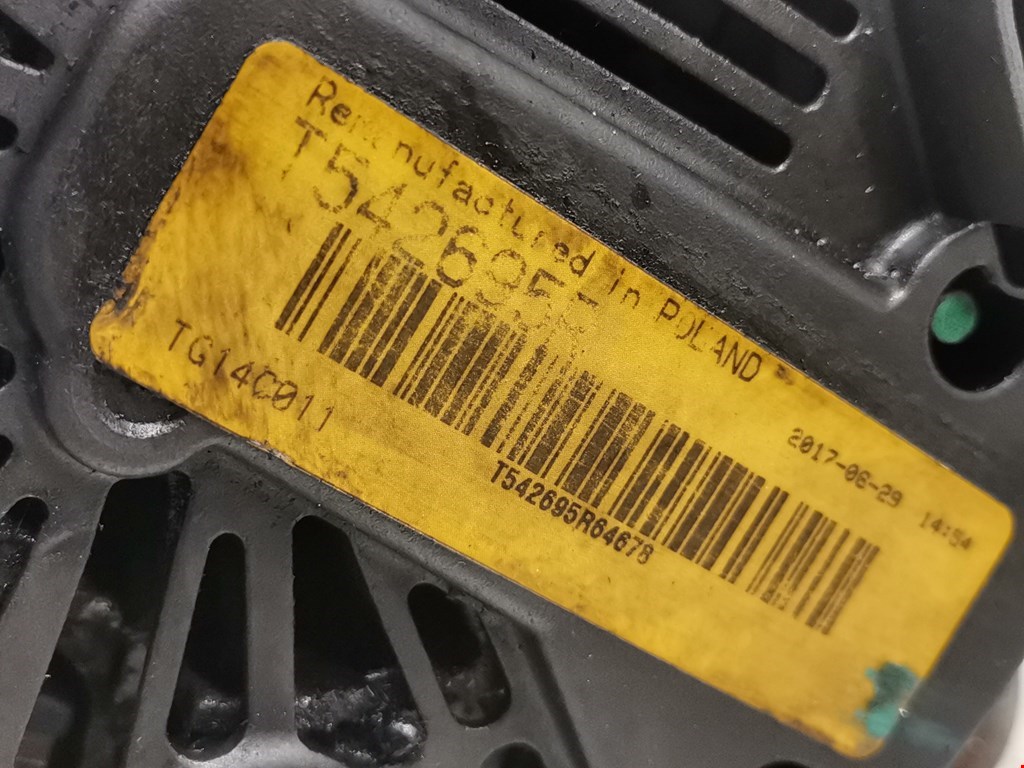 Remanufactured in POLAND
T542695
2017-06-29 14:54
T542695R64678
TG14C011